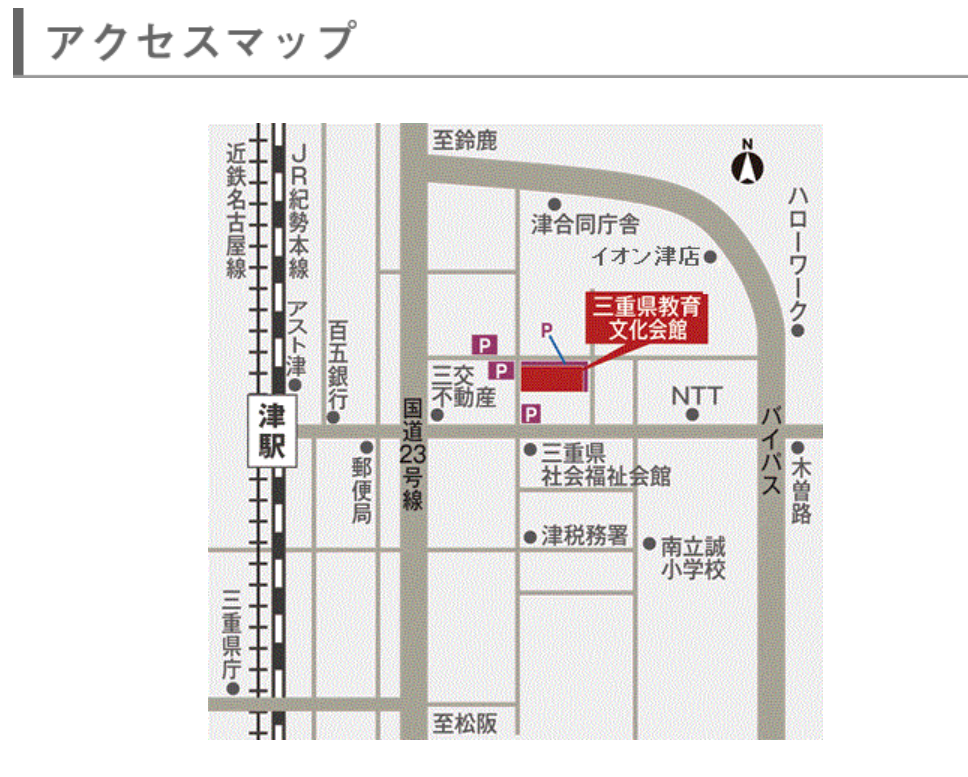 アクセスマップ
至鈴鹿
N
近鉄名古屋線
JR紀勢本線
ハローワーク
津合同庁舎
イオン津店
三重県教育
文化会館
アスト津
百五銀行
P
P
P
三交
不動産
P
NTT
津駅
国道23号線
バイパス
郵便局
三重県
社会福祉会館
木曽路
津税務署
南立誠
小学校
三重県庁
至松阪